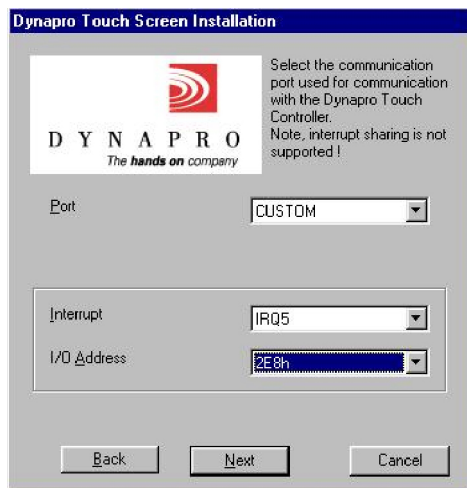 Dynapro Touch Screen Installation
Select the communication
port used for communication
with the Dynapro Touch
Controller.
Note, interrupt sharing is not
supported !
D Y N A P R O
The hands on company
Port
CUSTOM
Interrupt
IRQ5
I/O Address
2E8h
Back
Next
Cancel